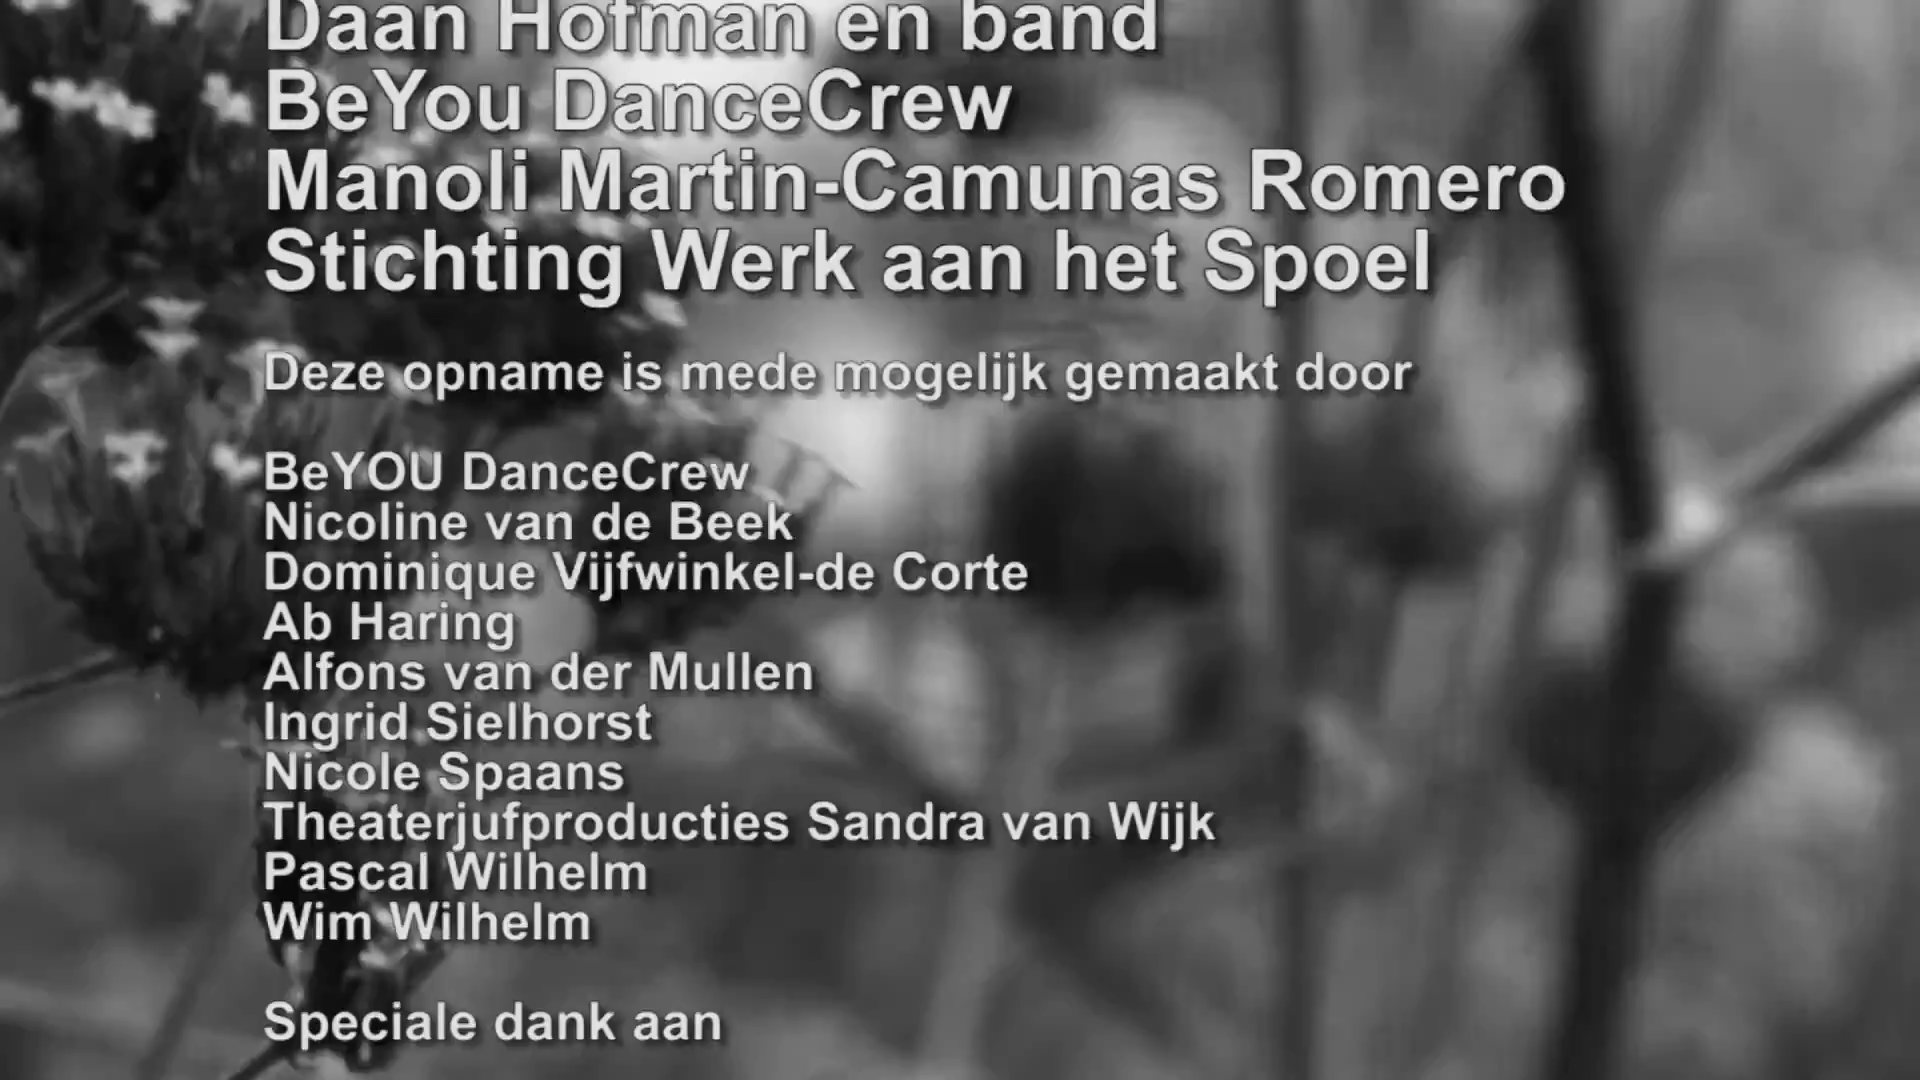 Daan Hofman en band
BeYou DanceCrew
Manoli Martin-Camunas Romero
Stichting Werk aan het Spoel
Deze opname is mede mogelijk gemaakt door
BeYOU DanceCrew
Nicoline van de Beek
Dominique Vijfwinkel-de Corte
Ab Haring
Alfons van der Mullen
Ingrid Sielhorst
Nicole Spaans
Theaterjufproducties Sandra van Wijk
Pascal Wilhelm
Wim Wilhelm
Speciale dank aan